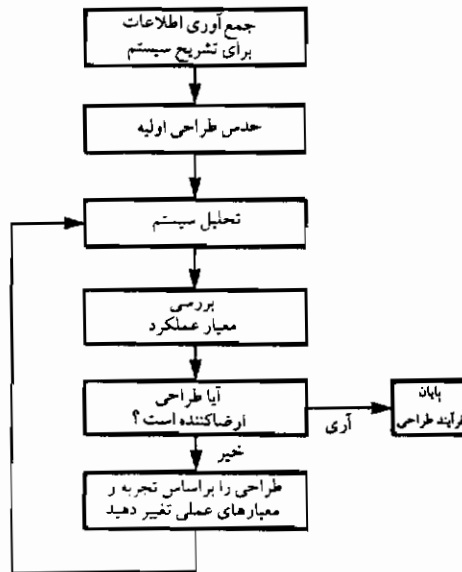 جمع‌آوری اطلاعات
برای تشریح سیستم
حدس طراحی اولیه
تحلیل سیستم
بررسی
معیار عملکرد
آیا طراحی
ارضاکننده است؟
آری
پایان
فرآیند طراحی
خیر
طراحی را براساس تجربه و
معیارهای عملی تغییر دهید